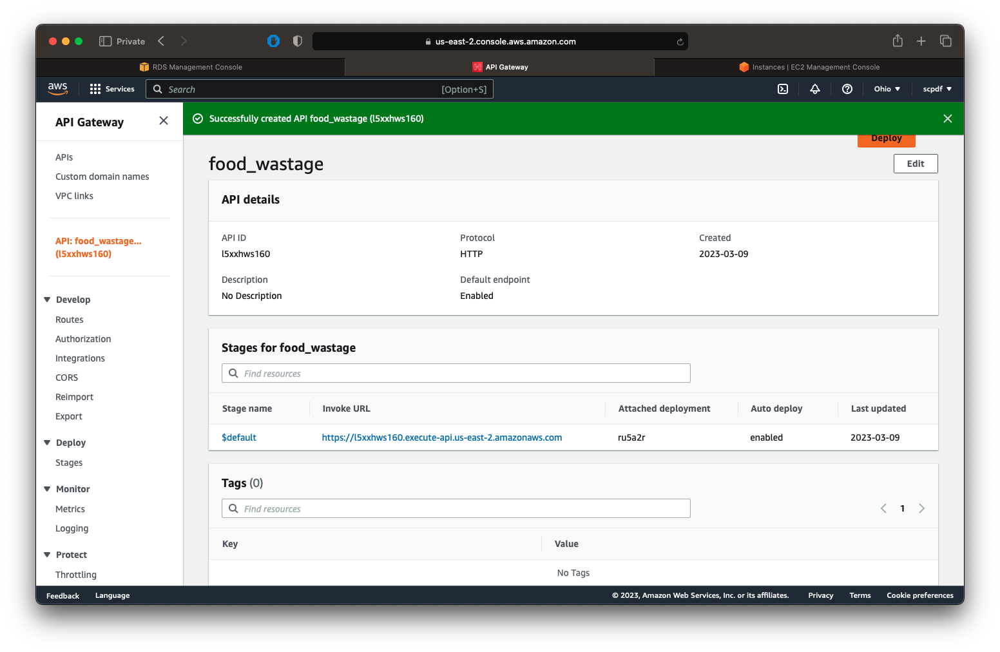 Private
us-east-2.console.aws.amazon.com
RDS Management Console
API Gateway
Instances | EC2 Management Console
aws
Services
Search
[Option+S]
Ohio
scpdf
API Gateway
Successfully created API food_wastage (l5xxhws160)
Deploy
APIs
Custom domain names
VPC links
API: food_wastage...
(l5xxhws160)
Develop
Routes
Authorization
Integrations
CORS
Reimport
Export
Deploy
Stages
Monitor
Metrics
Logging
Protect
Throttling
food_wastage
Edit
API details
API ID
Protocol
Created
l5xxhws160
HTTP
2023-03-09
Description
Default endpoint
No Description
Enabled
Stages for food_wastage
Find resources
Stage name
Invoke URL
Attached deployment
Auto deploy
Last updated
$default
https://l5xxhws160.execute-api.us-east-2.amazonaws.com
ru5a2r
enabled
2023-03-09
Tags (0)
Find resources
1
Key
Value
No Tags
Feedback
Language
© 2023, Amazon Web Services, Inc. or its affiliates.
Privacy
Terms
Cookie preferences